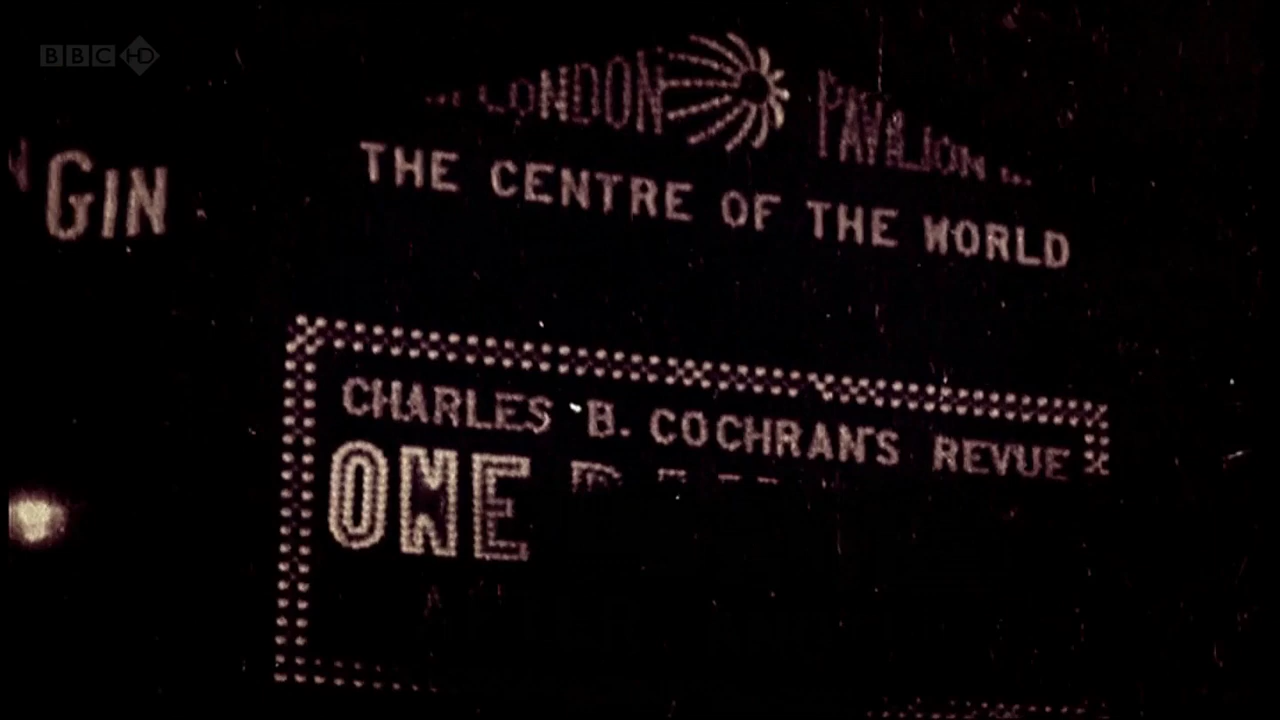 BBC HD
LONDON PAVILION
THE CENTRE OF THE WORLD
GIN
CHARLES B. COCHRAN'S REVUE
ONE